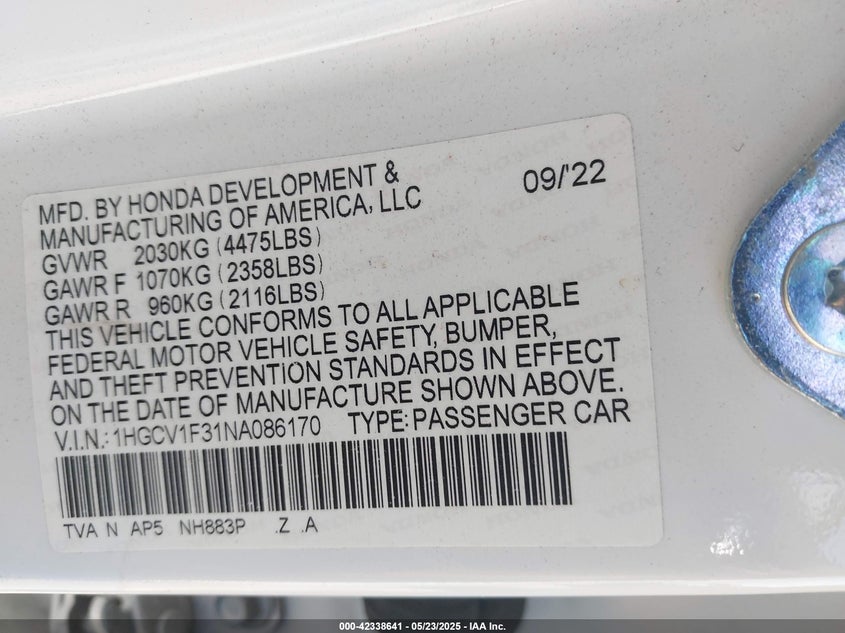 MFD. BY HONDA DEVELOPMENT &
MANUFACTURING OF AMERICA, LLC
09/'22
GVWR 2030KG (4475LBS)
GAWR F 1070KG (2358LBS)
GAWR R 960KG (2116LBS)
THIS VEHICLE CONFORMS TO ALL APPLICABLE
FEDERAL MOTOR VEHICLE SAFETY, BUMPER,
AND THEFT PREVENTION STANDARDS IN EFFECT
ON THE DATE OF MANUFACTURE SHOWN ABOVE.
V.I.N.: 1HGCV1F31NA086170 TYPE: PASSENGER CAR
TVA N AP5 NH883P .Z .A
000-42338641 - 05/23/2025 - IAA Inc.